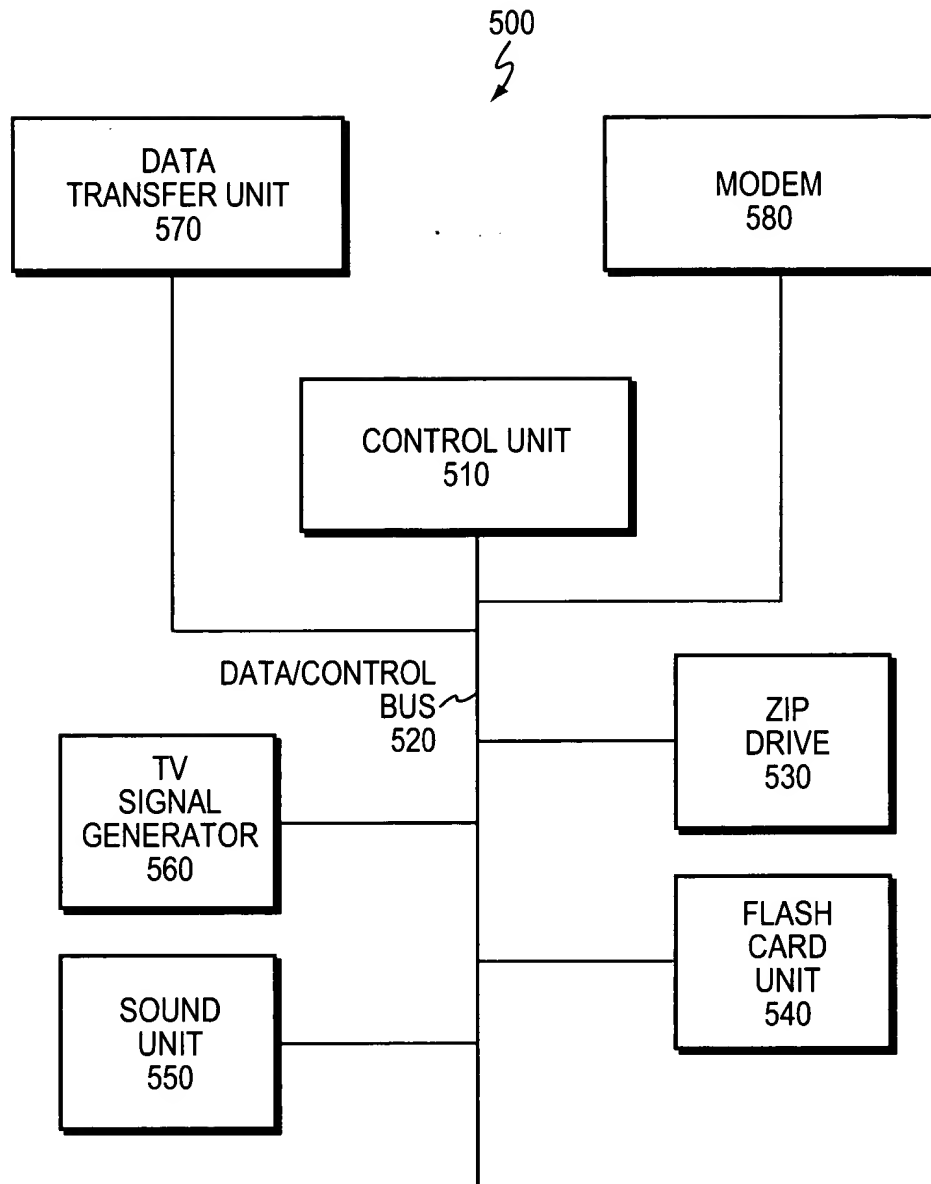 500
DATA
TRANSFER UNIT
570
MODEM
580
CONTROL UNIT
510
DATA/CONTROL
BUS
520
ZIP
DRIVE
530
TV
SIGNAL
GENERATOR
560
FLASH
CARD
UNIT
540
SOUND
UNIT
550